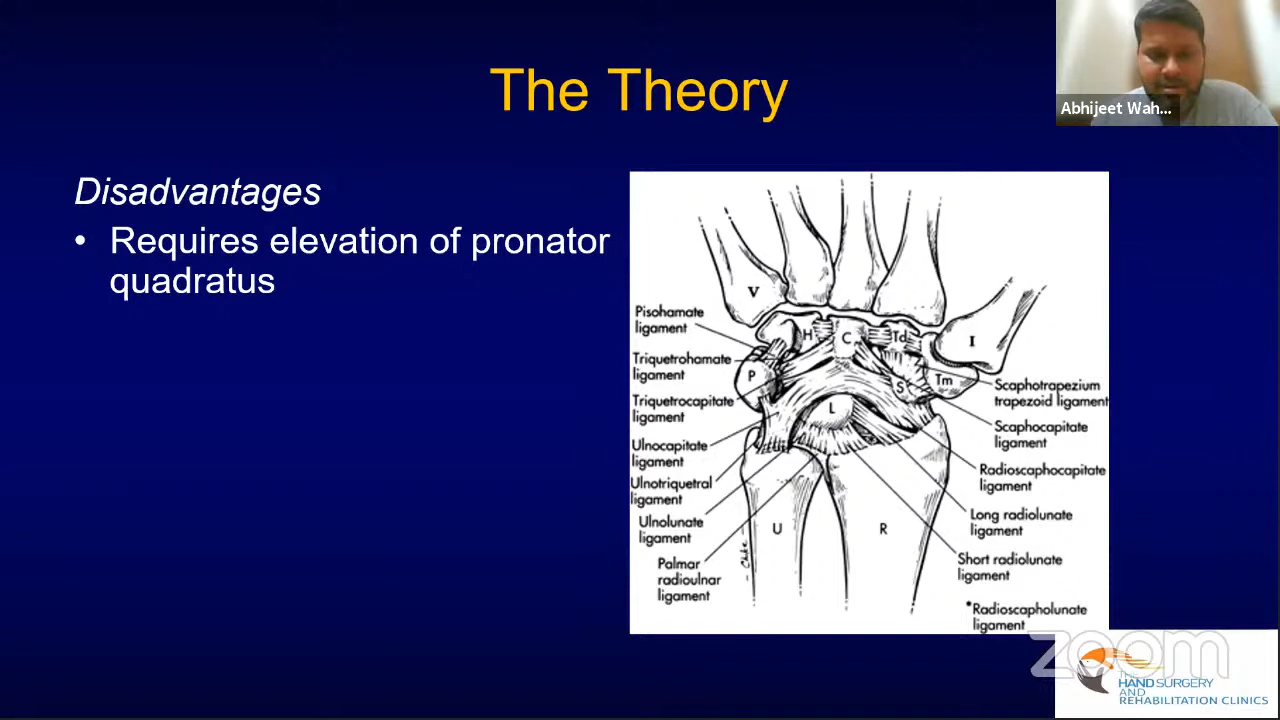 The Theory
Abhijeet Wah...
Disadvantages
• Requires elevation of pronator
quadratus
Pisohamate
ligament
Triquetrohamate
ligament
Triquetrocapitate
ligament
Ulnocapitate
ligament
Ulnotriquetral
ligament
Ulnolunate
ligament
Palmar
radioulnar
ligament
V
H
C
Td
I
P
S
Tm
L
U
R
Scaphotrapezium
trapezoid ligament
Scaphocapitate
ligament
Radioscaphocapitate
ligament
Long radiolunate
ligament
Short radiolunate
ligament
*Radioscapholunate
ligament
zoom
HAND SURGERY
AND
REHABILITATION CLINICS